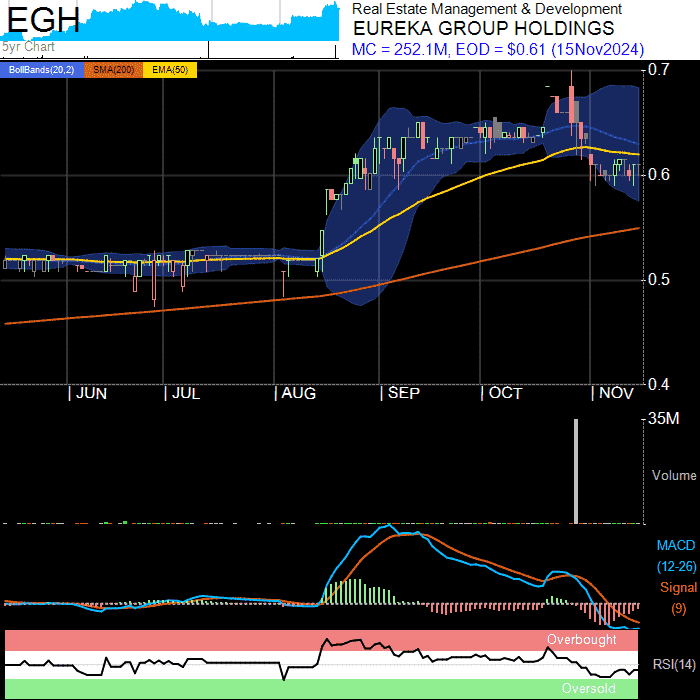 EGH
5yr Chart
Real Estate Management & Development
EUREKA GROUP HOLDINGS
MC = 252.1M, EOD = $0.61 (15Nov2024)
BollBands(20,2) SMA(200) EMA(50)
0.7
0.6
0.5
0.4
JUN JUL AUG SEP OCT NOV
35M
Volume
MACD
(12-26)
Signal
(9)
Overbought
RSI(14)
Oversold